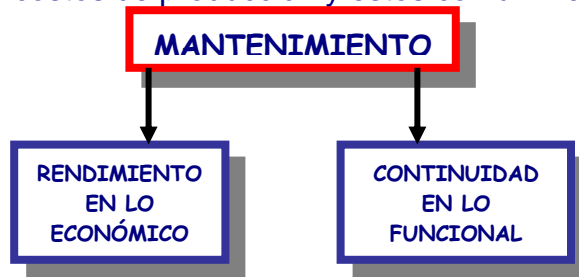 MANTENIMIENTO
RENDIMIENTO
EN LO
ECONÓMICO
CONTINUIDAD
EN LO
FUNCIONAL